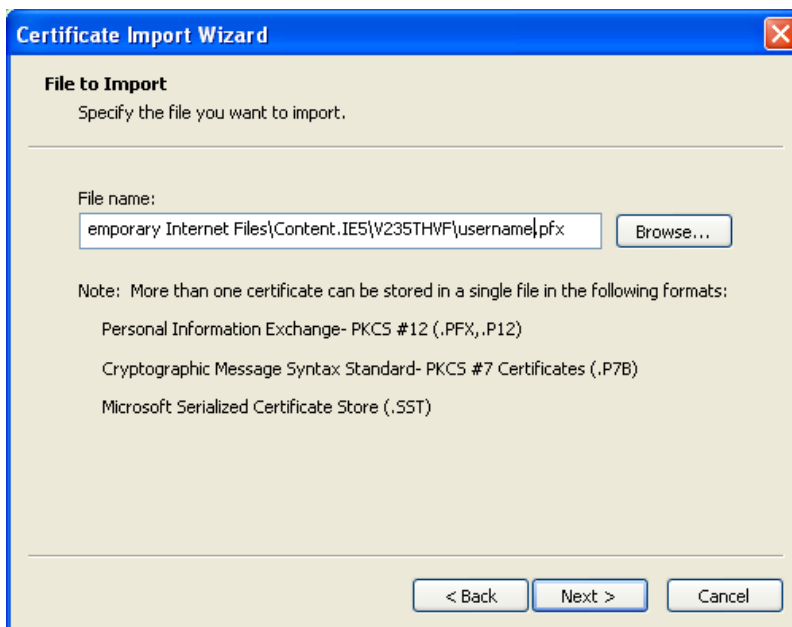 Certificate Import Wizard
File to Import
Specify the file you want to import.
File name:
emporary Internet Files\Content.IE5\V235THVF\username.pfx
Browse...
Note:  More than one certificate can be stored in a single file in the following formats:
Personal Information Exchange- PKCS #12 (.PFX,.P12)
Cryptographic Message Syntax Standard- PKCS #7 Certificates (.P7B)
Microsoft Serialized Certificate Store (.SST)
< Back
Next >
Cancel